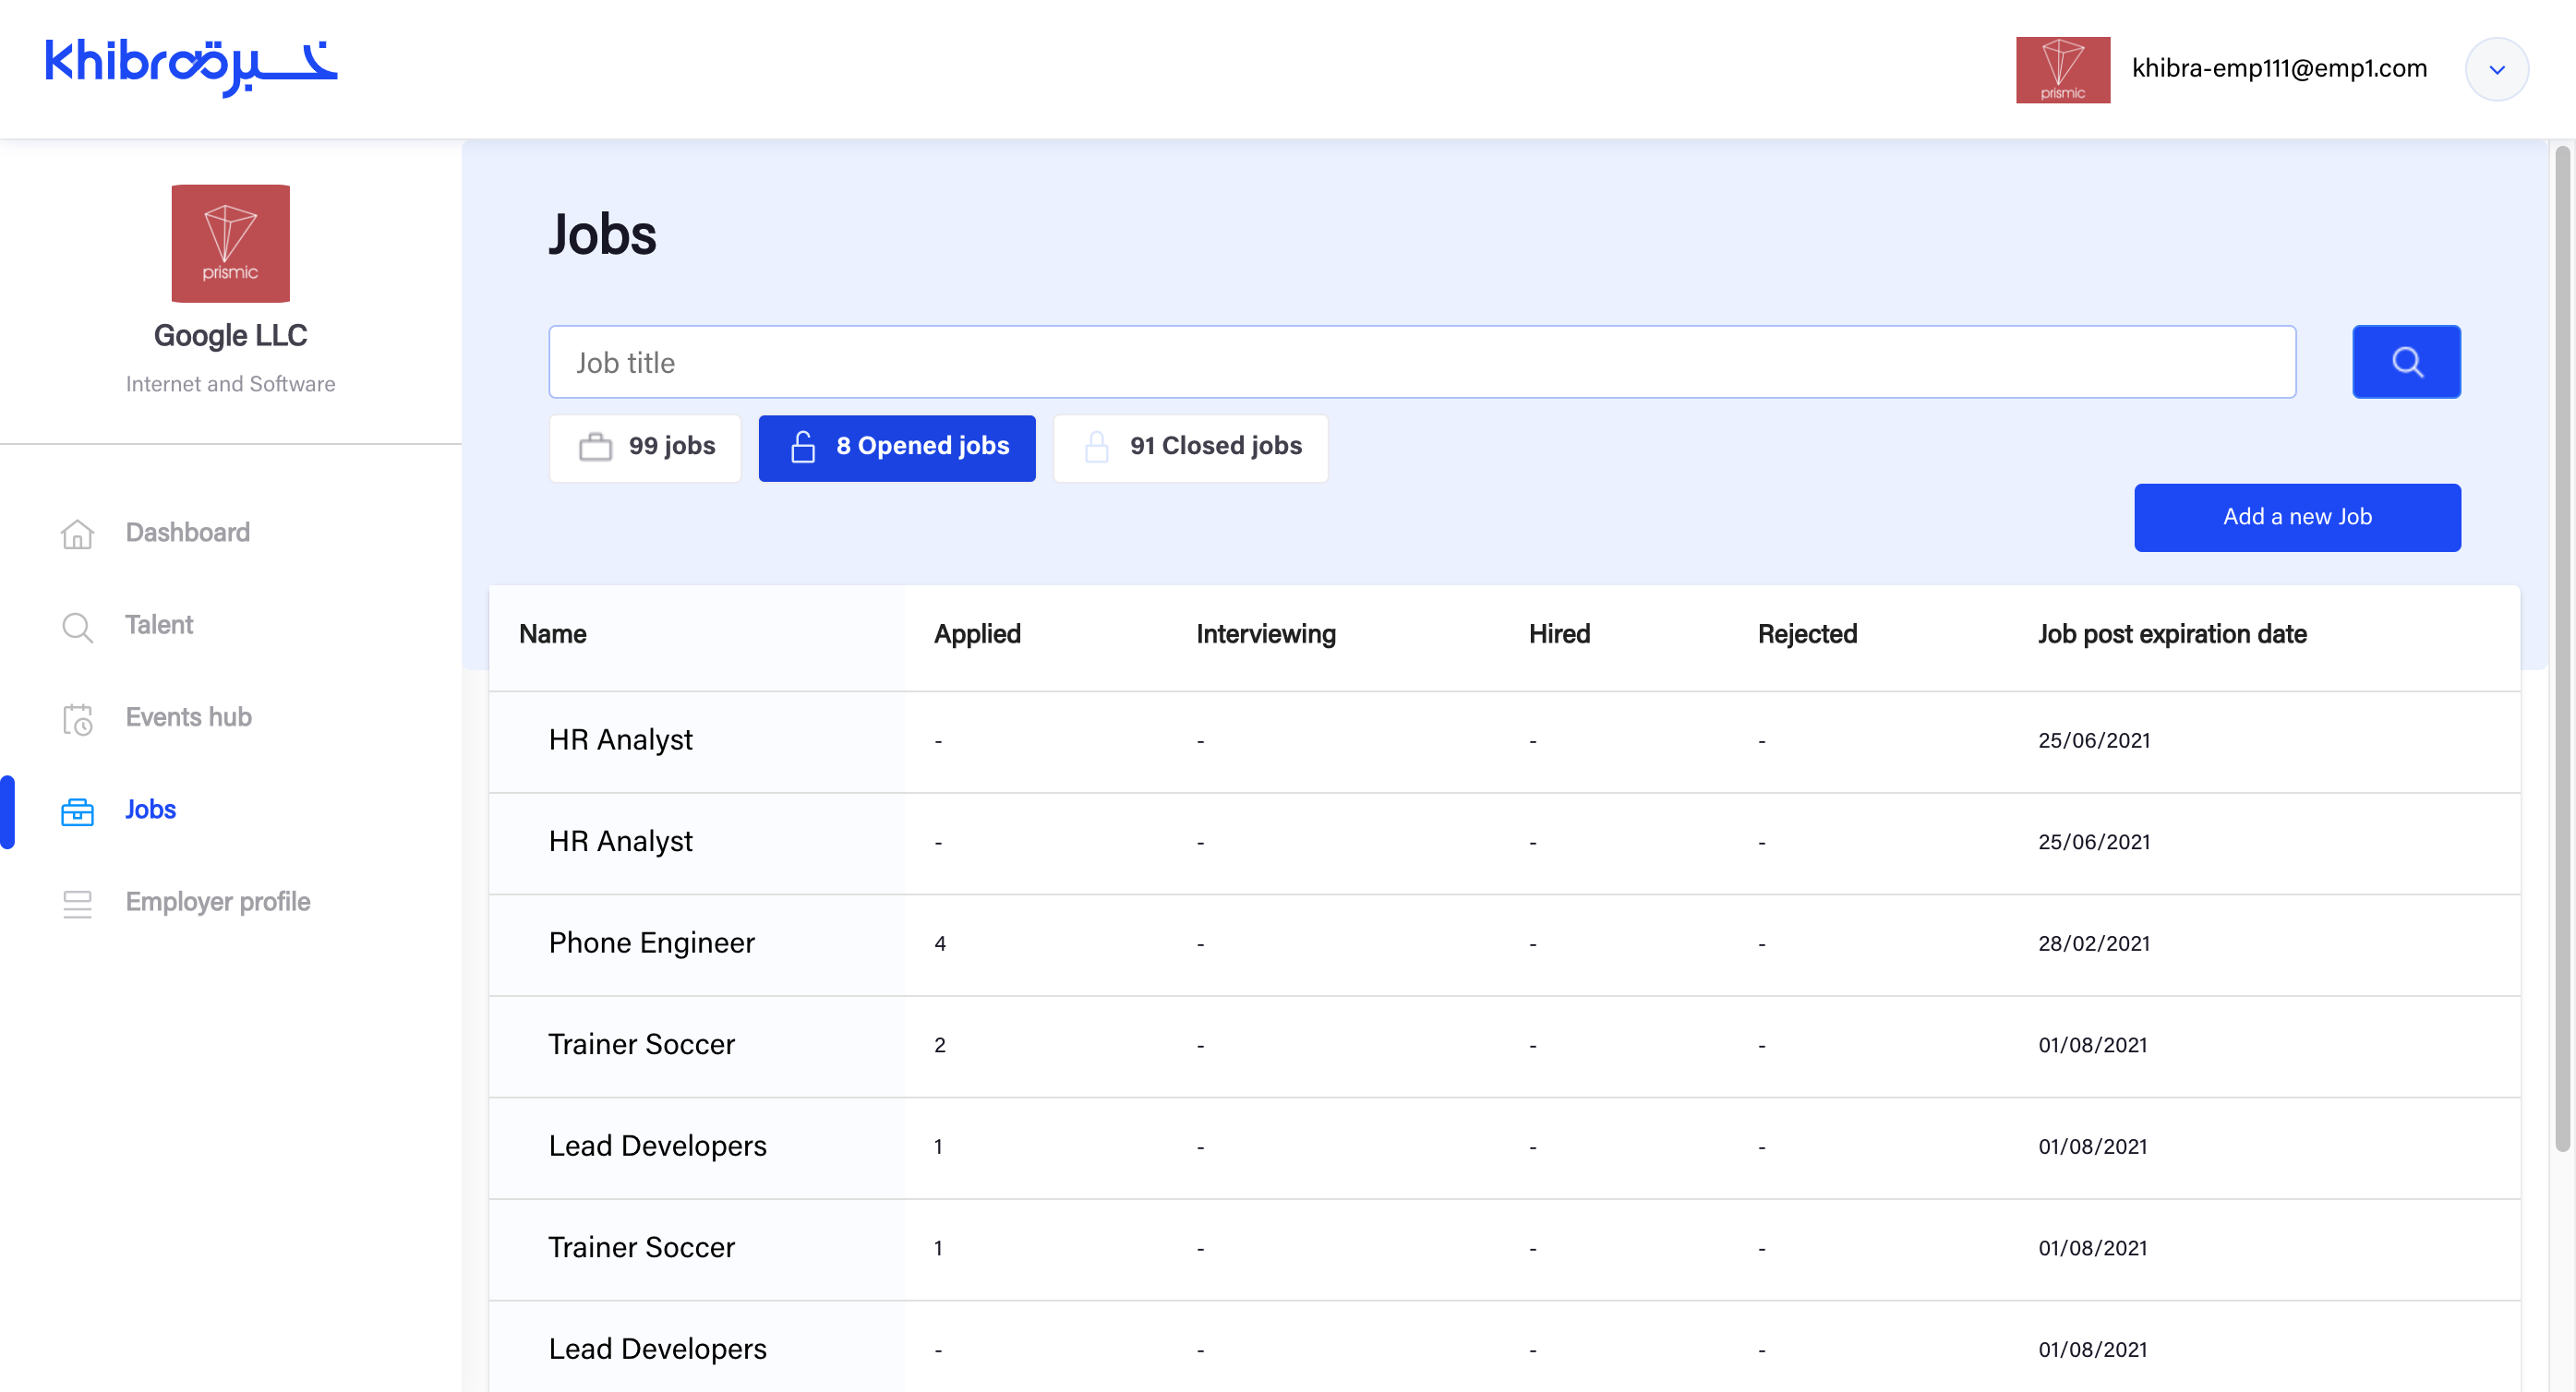 khibra خبرة
prismic
khibra-emp111@emp1.com
prismic
Google LLC
Internet and Software
Dashboard
Talent
Events hub
Jobs
Employer profile
Jobs
Job title
99 jobs 8 Opened jobs 91 Closed jobs
Add a new Job
Name Applied Interviewing Hired Rejected Job post expiration date
HR Analyst - - - - 25/06/2021
HR Analyst - - - - 25/06/2021
Phone Engineer 4 - - - 28/02/2021
Trainer Soccer 2 - - - 01/08/2021
Lead Developers 1 - - - 01/08/2021
Trainer Soccer 1 - - - 01/08/2021
Lead Developers - - - - 01/08/2021